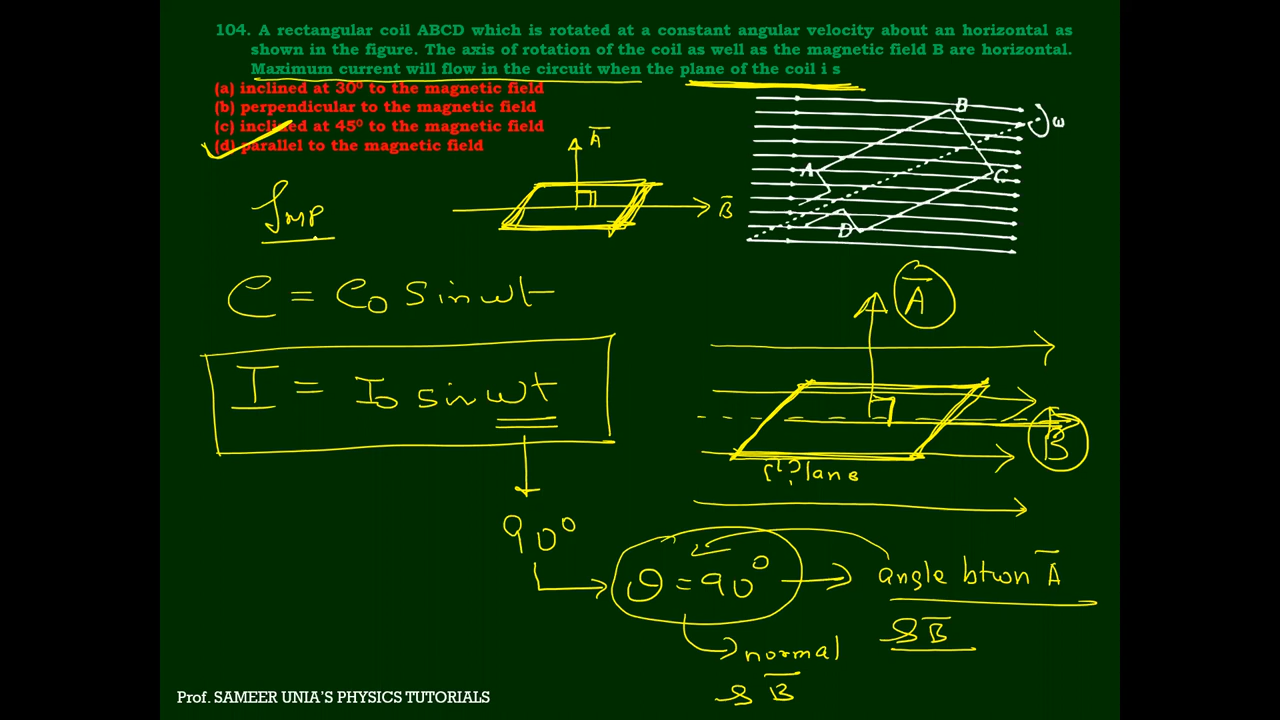 104. A rectangular coil ABCD which is rotated at a constant angular velocity about an horizontal as
shown in the figure. The axis of rotation of the coil as well as the magnetic field B are horizontal.
Maximum current will flow in the circuit when the plane of the coil i s
(a) inclined at 30⁰ to the magnetic field
(b) perpendicular to the magnetic field
(c) inclined at 45⁰ to the magnetic field
(d) parallel to the magnetic field
A B C D ω
A̅
B̅
Imp
e = e₀ sin ωt
I = I₀ sin ωt
A̅
B̅
plane
90⁰
θ = 90⁰
angle btwn A̅
& B̅
normal
& B̅
Prof. SAMEER UNIA'S PHYSICS TUTORIALS